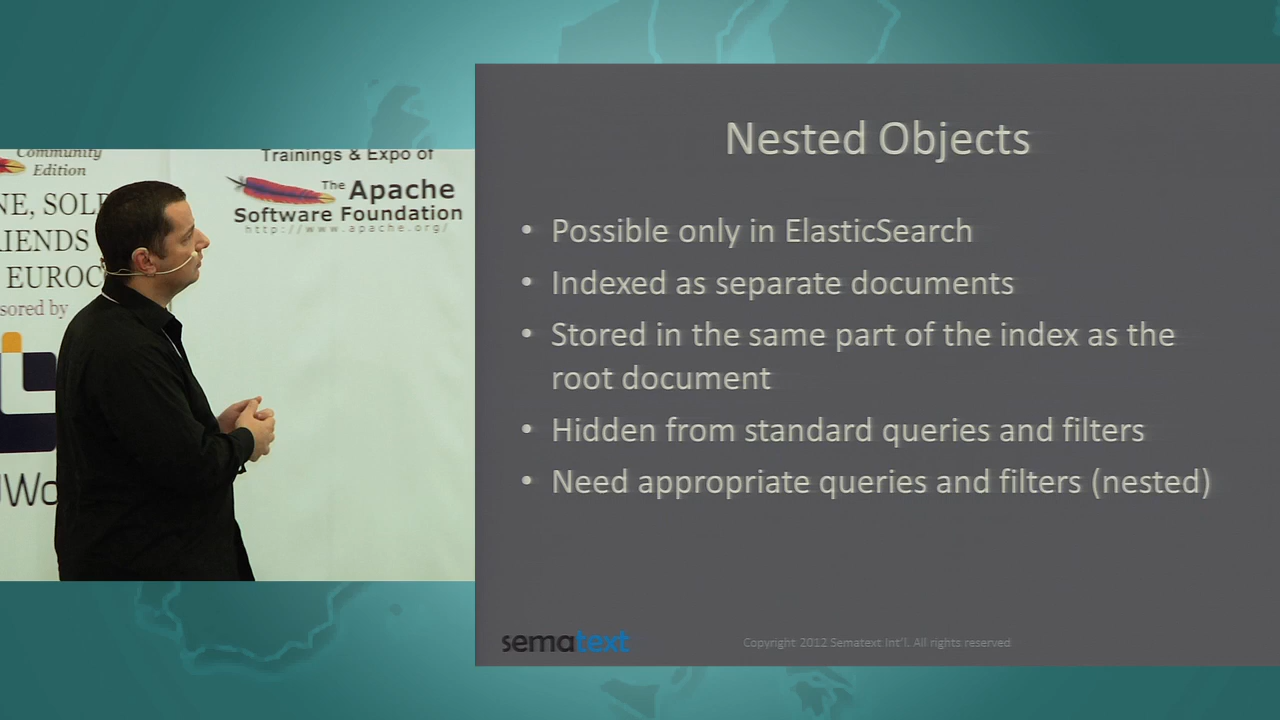 Community
Edition
NE, SOL
RIENDS
EUROC
sored by
Wo
Trainings & Expo of
The Apache
Software Foundation
http://www.apache.org/
Nested Objects
• Possible only in ElasticSearch
• Indexed as separate documents
• Stored in the same part of the index as the
root document
• Hidden from standard queries and filters
• Need appropriate queries and filters (nested)
sematext
Copyright 2012 Sematext Int'l. All rights reserved